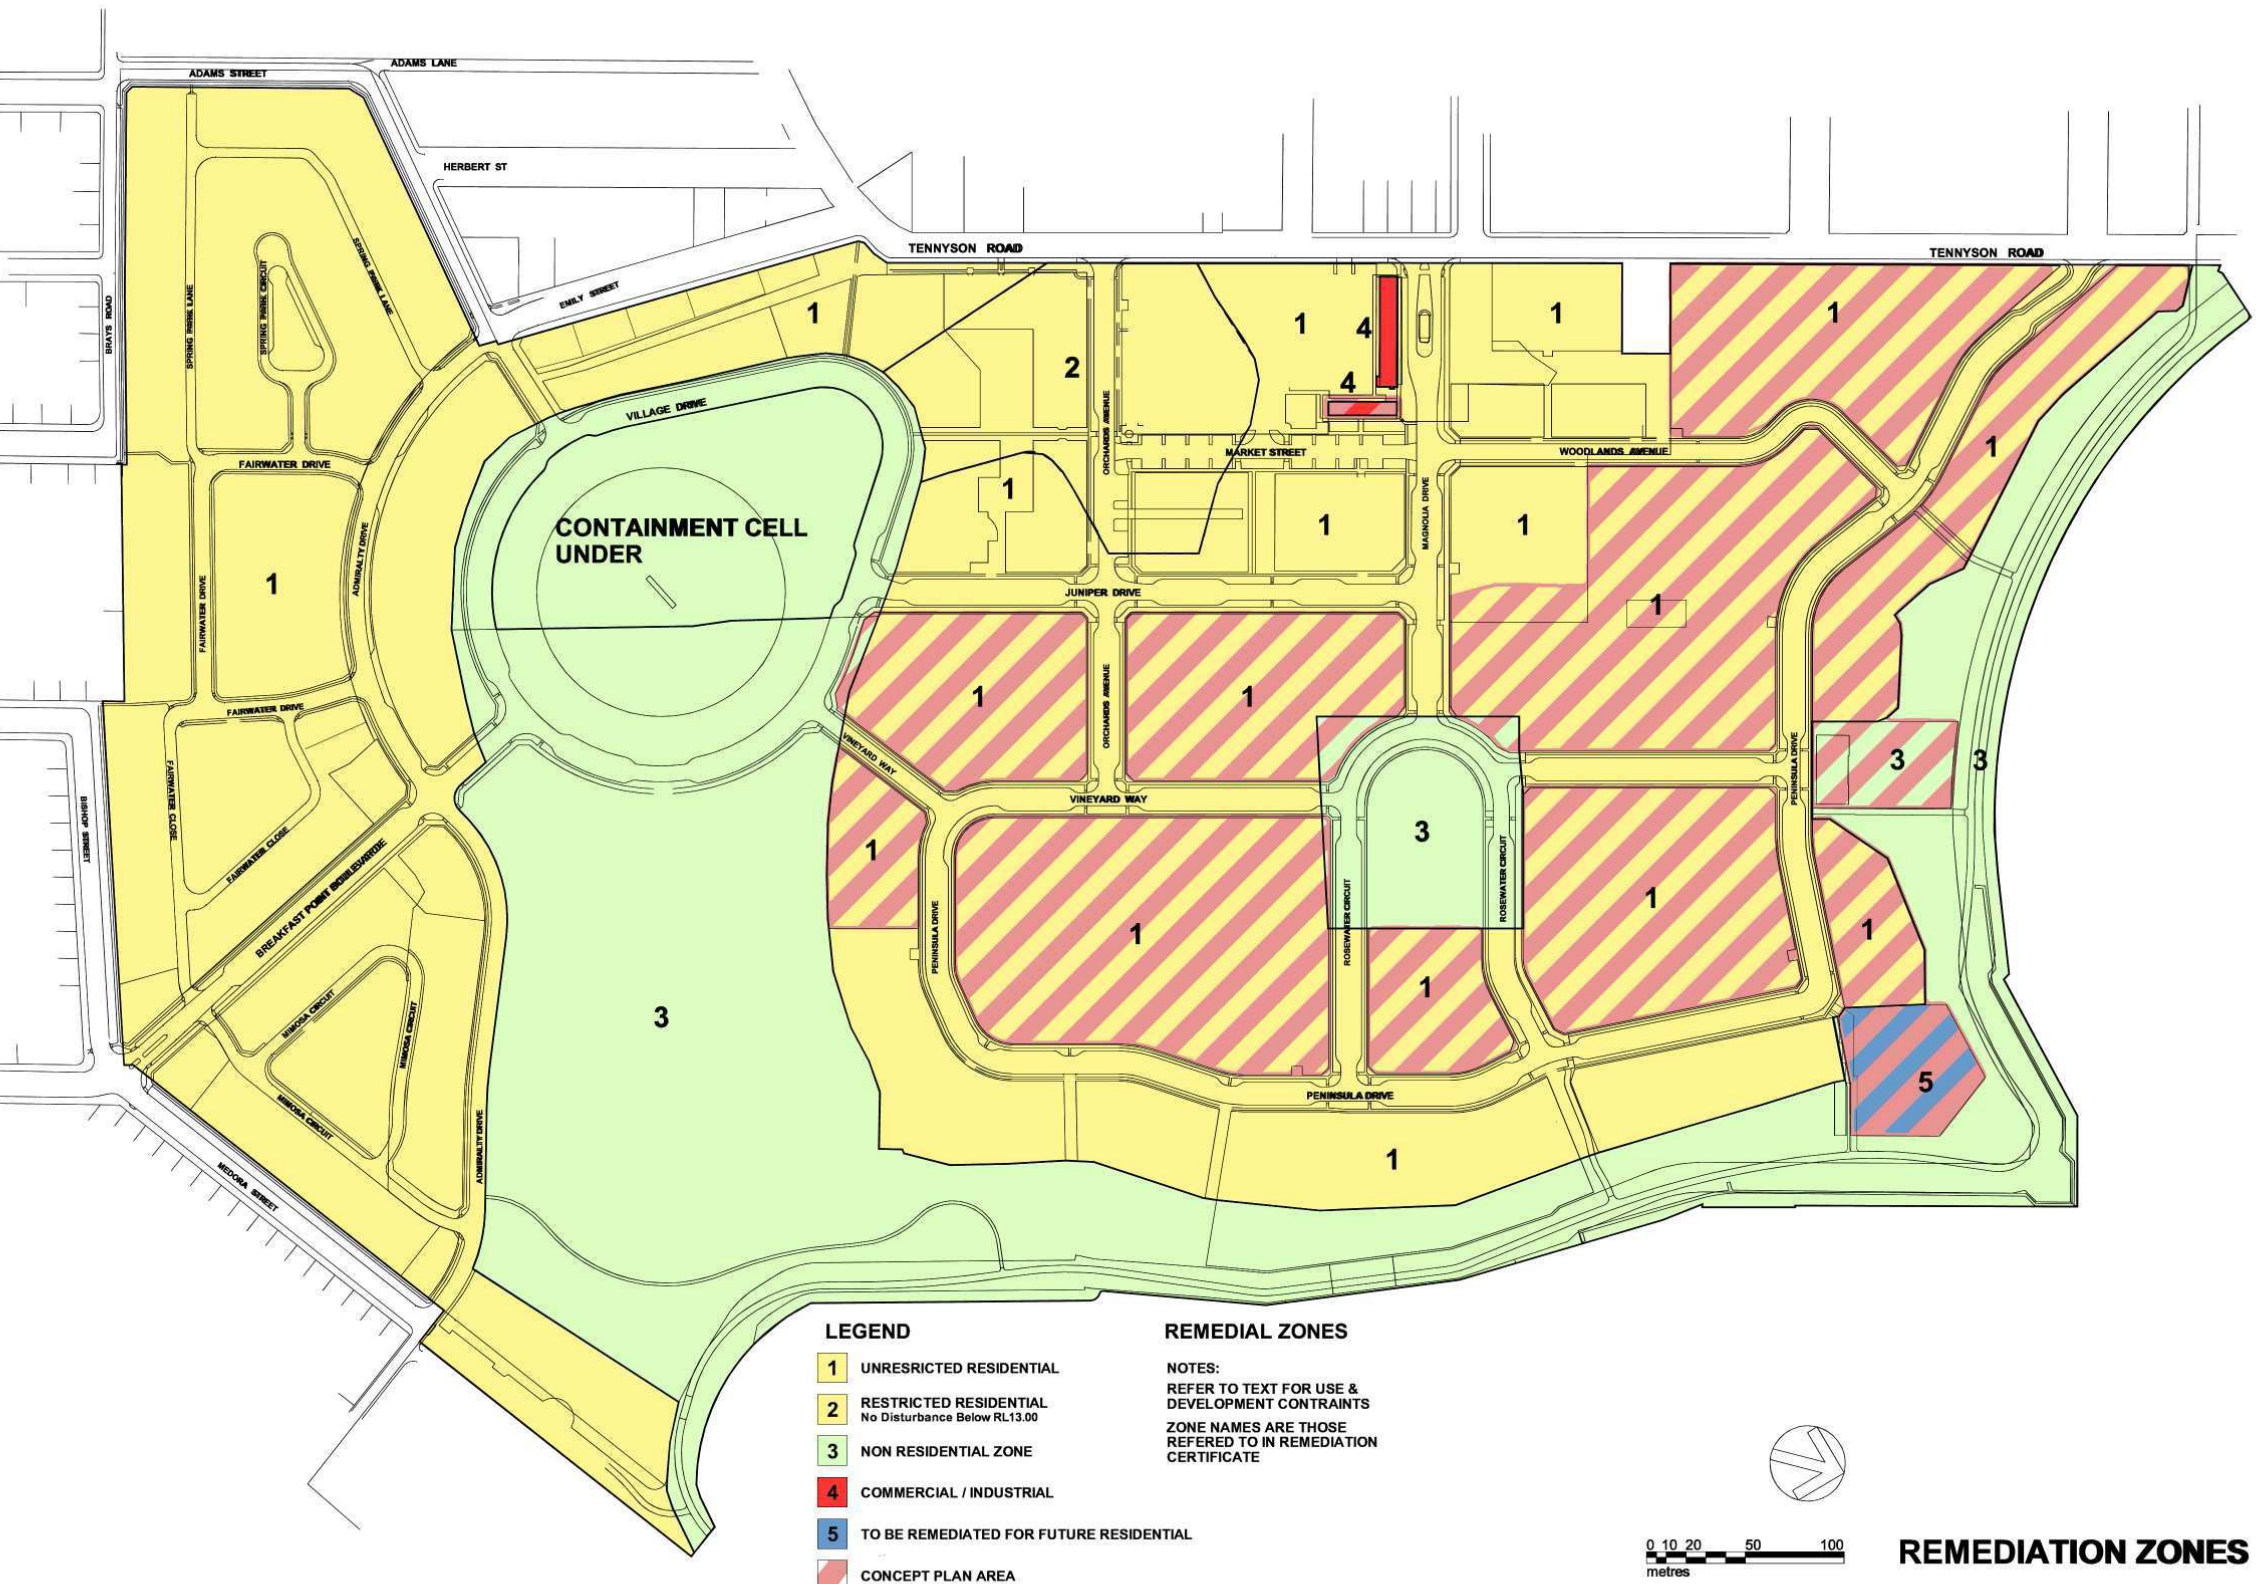 ADAMS LANE
ADAMS STREET
HERBERT ST
TENNYSON ROAD
TENNYSON ROAD
EMILY STREET
BRAYS ROAD
SPRING PARK LANE
SPRING PARK CIRCUIT
SPRING PARK LANE
1
1
4
1
1
2
4
VILLAGE DRIVE
ORCHARDS AVENUE
MARKET STREET
WOODLANDS AVENUE
1
FAIRWATER DRIVE
1
MAGNOLIA DRIVE
CONTAINMENT CELL
UNDER
1
1
ADMIRALTY DRIVE
FAIRWATER DRIVE
1
JUNIPER DRIVE
1
1
1
ORCHARDS AVENUE
FAIRWATER DRIVE
VINEYARD WAY
PENINSULA DRIVE
3
3
FAIRWATER CLOSE
BISHOP STREET
VINEYARD WAY
3
1
FAIRWATER CLOSE
BREAKFAST POINT BOULEVARDE
PENINSULA DRIVE
ROSEWATER CIRCUIT
ROSEWATER CIRCUIT
1
1
1
1
3
MIMOSA CIRCUIT
MIMOSA CIRCUIT
MIMOSA CIRCUIT
5
PENINSULA DRIVE
ADMIRALTY DRIVE
1
MEDORA STREET
LEGEND
1 UNRESRICTED RESIDENTIAL
2 RESTRICTED RESIDENTIAL
No Disturbance Below RL13.00
3 NON RESIDENTIAL ZONE
4 COMMERCIAL / INDUSTRIAL
5 TO BE REMEDIATED FOR FUTURE RESIDENTIAL
CONCEPT PLAN AREA
REMEDIAL ZONES
NOTES:
REFER TO TEXT FOR USE &
DEVELOPMENT CONTRAINTS
ZONE NAMES ARE THOSE
REFERED TO IN REMEDIATION
CERTIFICATE
0 10 20 50 100
metres
REMEDIATION ZONES